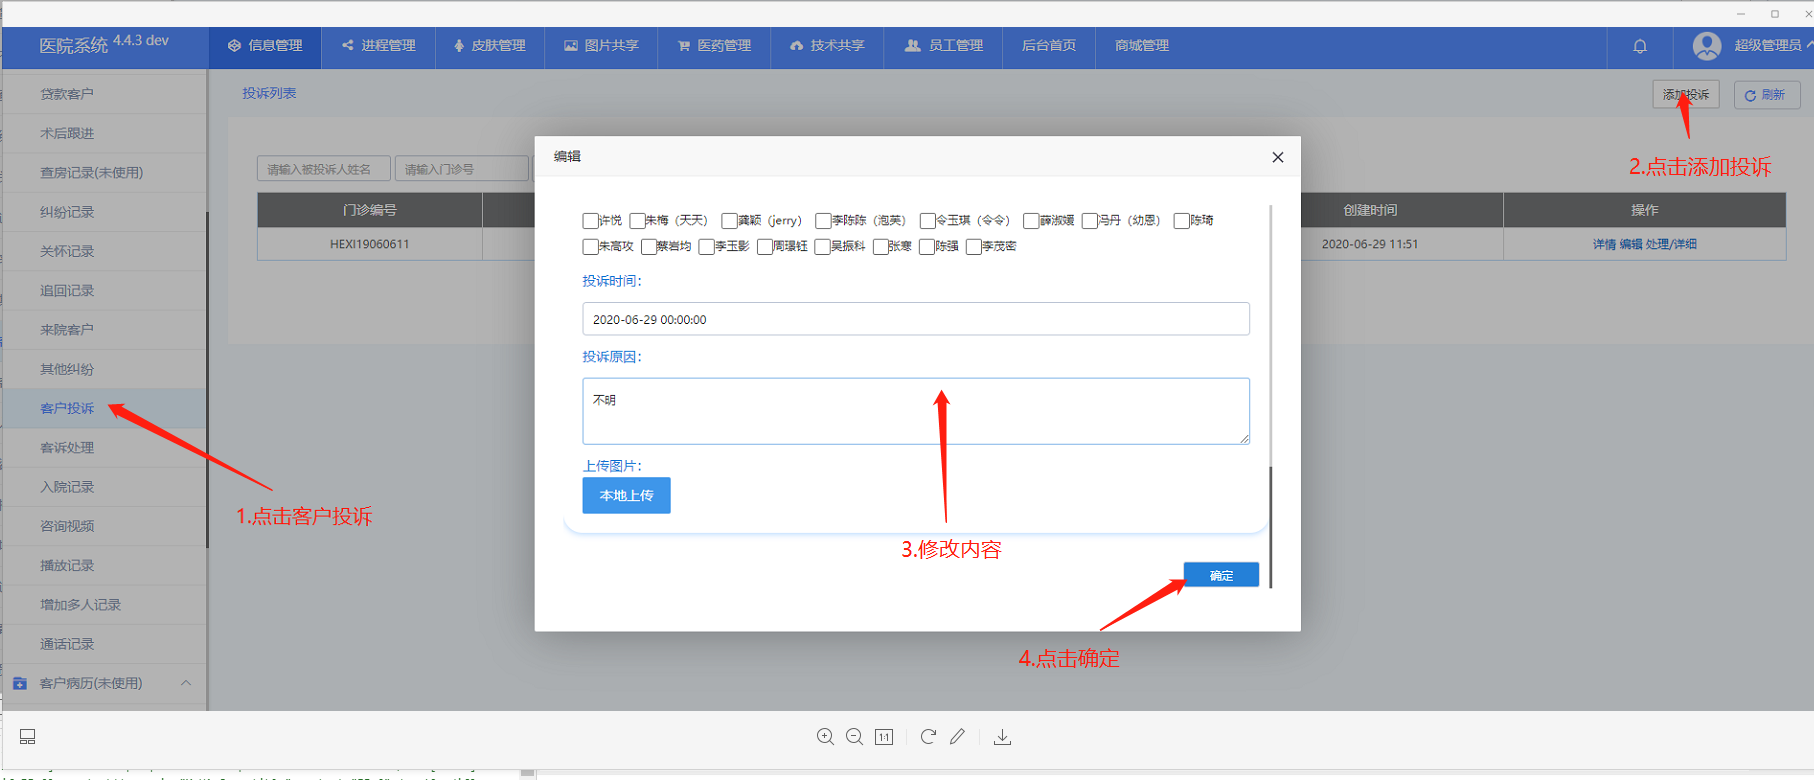 医院系统 4.4.3 dev
信息管理
进程管理
皮肤管理
图片共享
医药管理
技术共享
员工管理
后台首页
商城管理
超级管理员
贷款客户
术后跟进
查房记录(未使用)
纠纷记录
关怀记录
追回记录
来院客户
其他纠纷
客户投诉
客诉处理
入院记录
咨询视频
播放记录
增加多人记录
通话记录
客户病历(未使用)
投诉列表
添加投诉
刷新
2.点击添加投诉
请输入被投诉人姓名
请输入门诊号
门诊编号
创建时间
操作
HEXI19060611
2020-06-29 11:51
详情 编辑 处理/详细
编辑
许悦 朱梅（天天） 龚颖（jerry） 李陈陈（泡芙） 令玉琪（令令） 薛淑媛 冯丹（幼恩） 陈琦
朱高攻 蔡岩均 李玉影 周璟钰 吴振科 张骞 陈强 李茂密
投诉时间:
2020-06-29 00:00:00
投诉原因:
不明
上传图片:
本地上传
1.点击客户投诉
3.修改内容
确定
4.点击确定
1:1